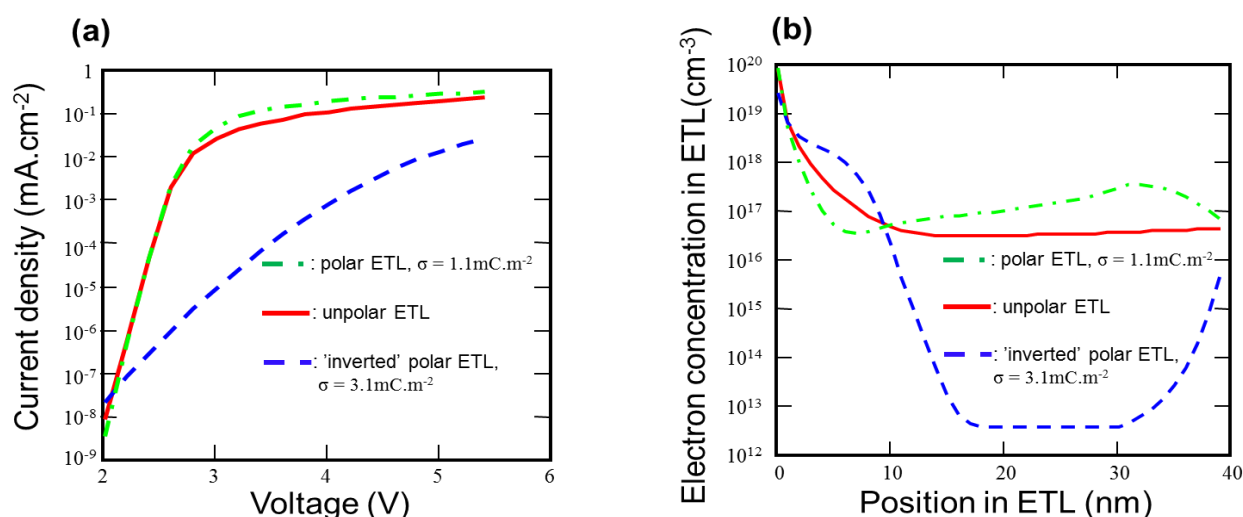 (a)
Current density (mA.cm⁻²)
1
10⁻¹
10⁻²
10⁻³
10⁻⁴
10⁻⁵
10⁻⁶
10⁻⁷
10⁻⁸
10⁻⁹
: polar ETL, σ = 1.1mC.m⁻²
: unpolar ETL
: 'inverted' polar ETL,
σ = 3.1mC.m⁻²
2 3 4 5 6
Voltage (V)
(b)
Electron concentration in ETL(cm⁻³)
10²⁰
10¹⁹
10¹⁸
10¹⁷
10¹⁶
10¹⁵
10¹⁴
10¹³
10¹²
: polar ETL, σ = 1.1mC.m⁻²
: unpolar ETL
: 'inverted' polar ETL,
σ = 3.1mC.m⁻²
0 10 20 30 40
Position in ETL (nm)